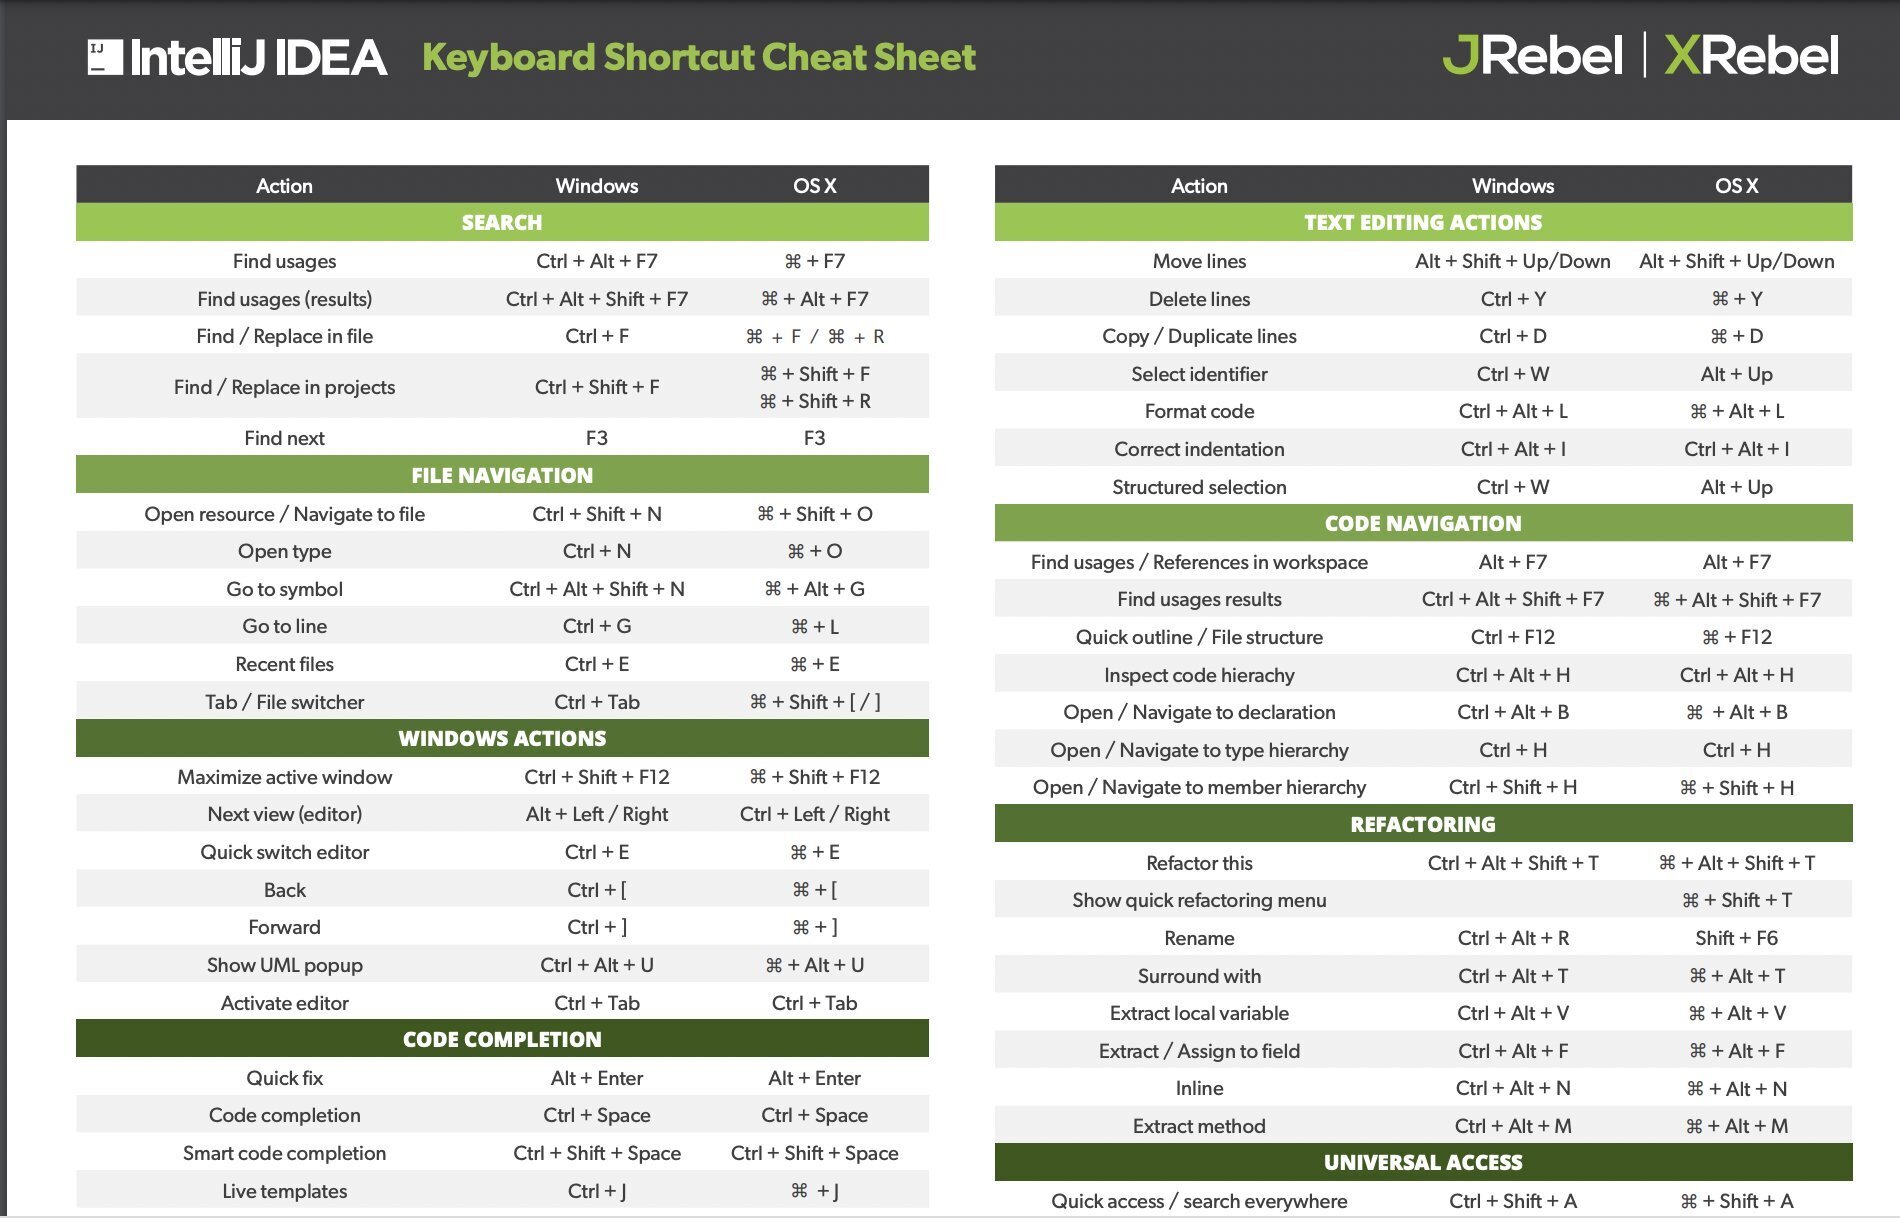 IJ IntelliJ IDEA Keyboard Shortcut Cheat Sheet JRebel | XRebel
Action Windows OS X
SEARCH
Find usages Ctrl + Alt + F7 ⌘ + F7
Find usages (results) Ctrl + Alt + Shift + F7 ⌘ + Alt + F7
Find / Replace in file Ctrl + F ⌘ + F / ⌘ + R
Find / Replace in projects Ctrl + Shift + F ⌘ + Shift + F
⌘ + Shift + R
Find next F3 F3
FILE NAVIGATION
Open resource / Navigate to file Ctrl + Shift + N ⌘ + Shift + O
Open type Ctrl + N ⌘ + O
Go to symbol Ctrl + Alt + Shift + N ⌘ + Alt + G
Go to line Ctrl + G ⌘ + L
Recent files Ctrl + E ⌘ + E
Tab / File switcher Ctrl + Tab ⌘ + Shift + [ / ]
WINDOWS ACTIONS
Maximize active window Ctrl + Shift + F12 ⌘ + Shift + F12
Next view (editor) Alt + Left / Right Ctrl + Left / Right
Quick switch editor Ctrl + E ⌘ + E
Back Ctrl + [ ⌘ + [
Forward Ctrl + ] ⌘ + ]
Show UML popup Ctrl + Alt + U ⌘ + Alt + U
Activate editor Ctrl + Tab Ctrl + Tab
CODE COMPLETION
Quick fix Alt + Enter Alt + Enter
Code completion Ctrl + Space Ctrl + Space
Smart code completion Ctrl + Shift + Space Ctrl + Shift + Space
Live templates Ctrl + J ⌘ + J
Action Windows OS X
TEXT EDITING ACTIONS
Move lines Alt + Shift + Up/Down Alt + Shift + Up/Down
Delete lines Ctrl + Y ⌘ + Y
Copy / Duplicate lines Ctrl + D ⌘ + D
Select identifier Ctrl + W Alt + Up
Format code Ctrl + Alt + L ⌘ + Alt + L
Correct indentation Ctrl + Alt + I Ctrl + Alt + I
Structured selection Ctrl + W Alt + Up
CODE NAVIGATION
Find usages / References in workspace Alt + F7 Alt + F7
Find usages results Ctrl + Alt + Shift + F7 ⌘ + Alt + Shift + F7
Quick outline / File structure Ctrl + F12 ⌘ + F12
Inspect code hierachy Ctrl + Alt + H Ctrl + Alt + H
Open / Navigate to declaration Ctrl + Alt + B ⌘ + Alt + B
Open / Navigate to type hierarchy Ctrl + H Ctrl + H
Open / Navigate to member hierarchy Ctrl + Shift + H ⌘ + Shift + H
REFACTORING
Refactor this Ctrl + Alt + Shift + T ⌘ + Alt + Shift + T
Show quick refactoring menu ⌘ + Shift + T
Rename Ctrl + Alt + R Shift + F6
Surround with Ctrl + Alt + T ⌘ + Alt + T
Extract local variable Ctrl + Alt + V ⌘ + Alt + V
Extract / Assign to field Ctrl + Alt + F ⌘ + Alt + F
Inline Ctrl + Alt + N ⌘ + Alt + N
Extract method Ctrl + Alt + M ⌘ + Alt + M
UNIVERSAL ACCESS
Quick access / search everywhere Ctrl + Shift + A ⌘ + Shift + A